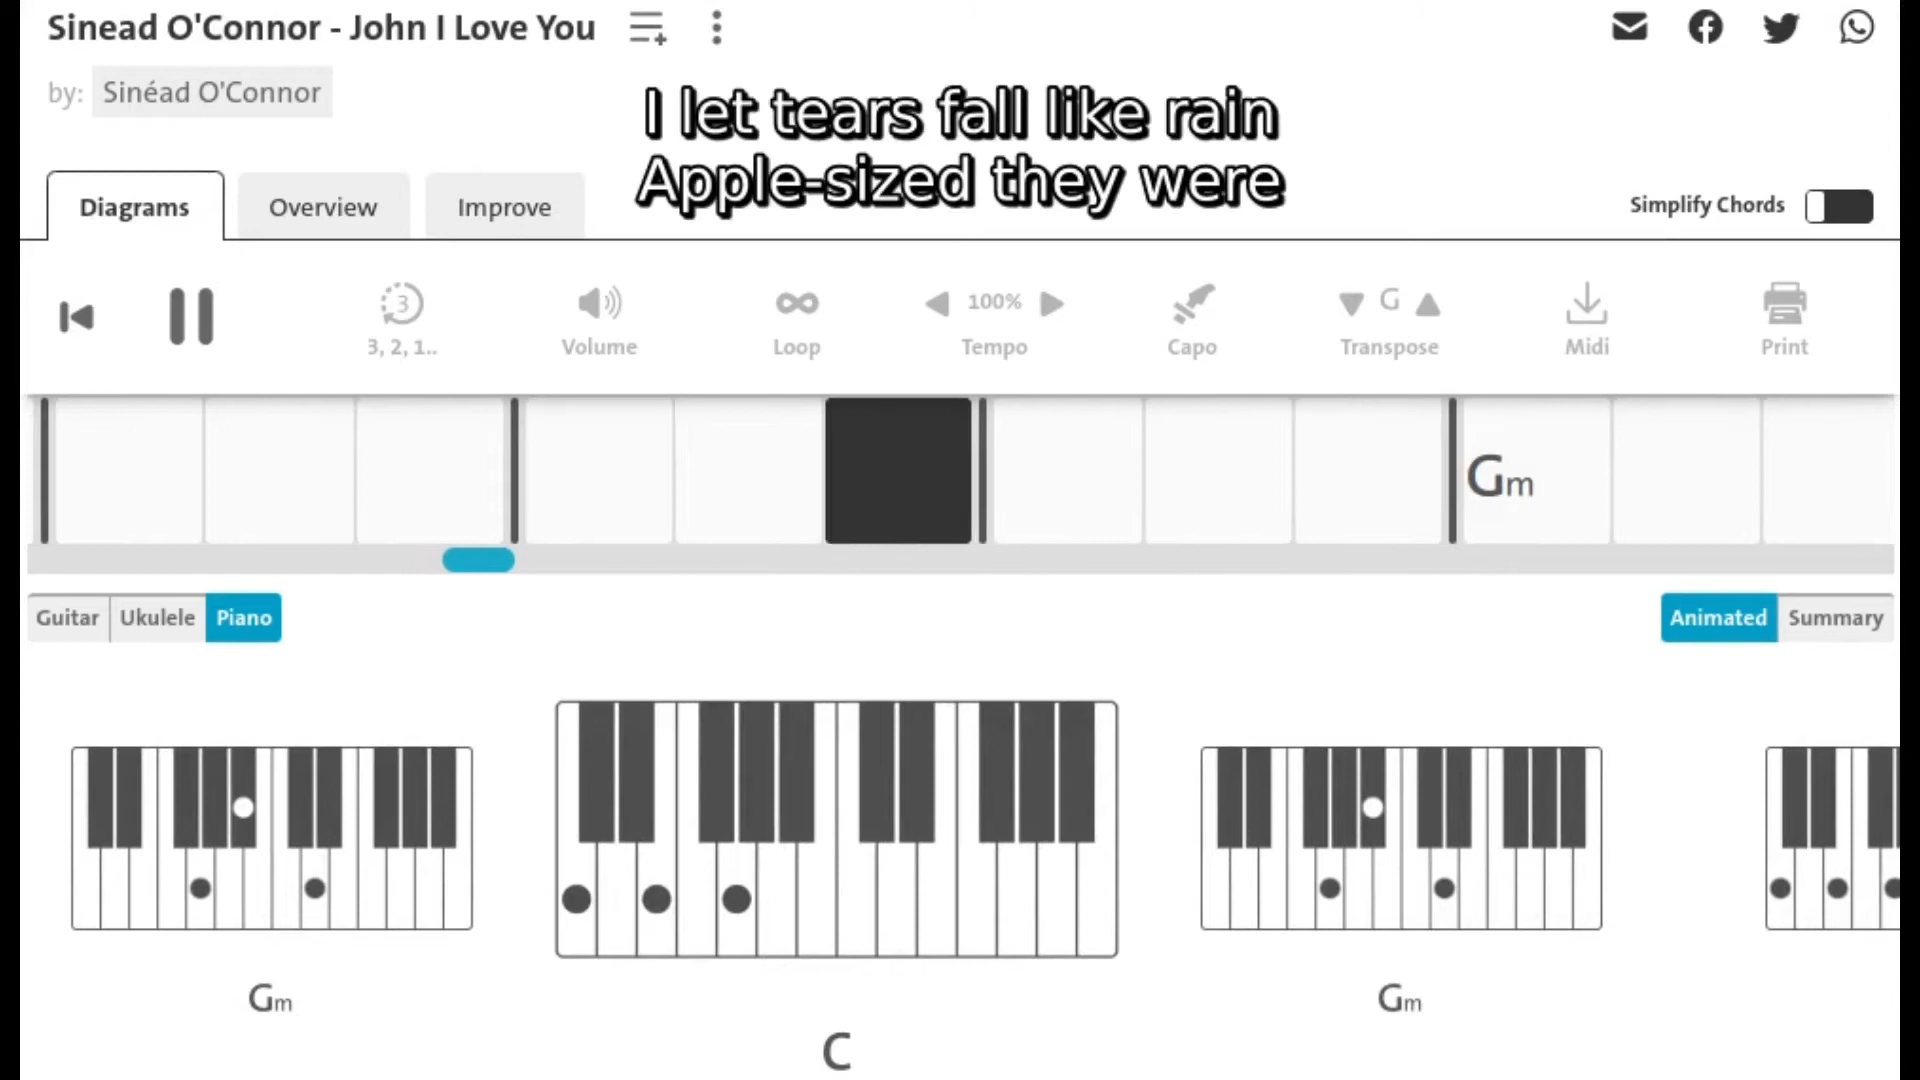 Sinead O'Connor - John I Love You
by: Sinéad O'Connor
I let tears fall like rain
Apple-sized they were
Diagrams
Overview
Improve
Simplify Chords
3
100%
G
3, 2, 1..
Volume
Loop
Tempo
Capo
Transpose
Midi
Print
Gm
Guitar
Ukulele
Piano
Animated
Summary
Gm
C
Gm